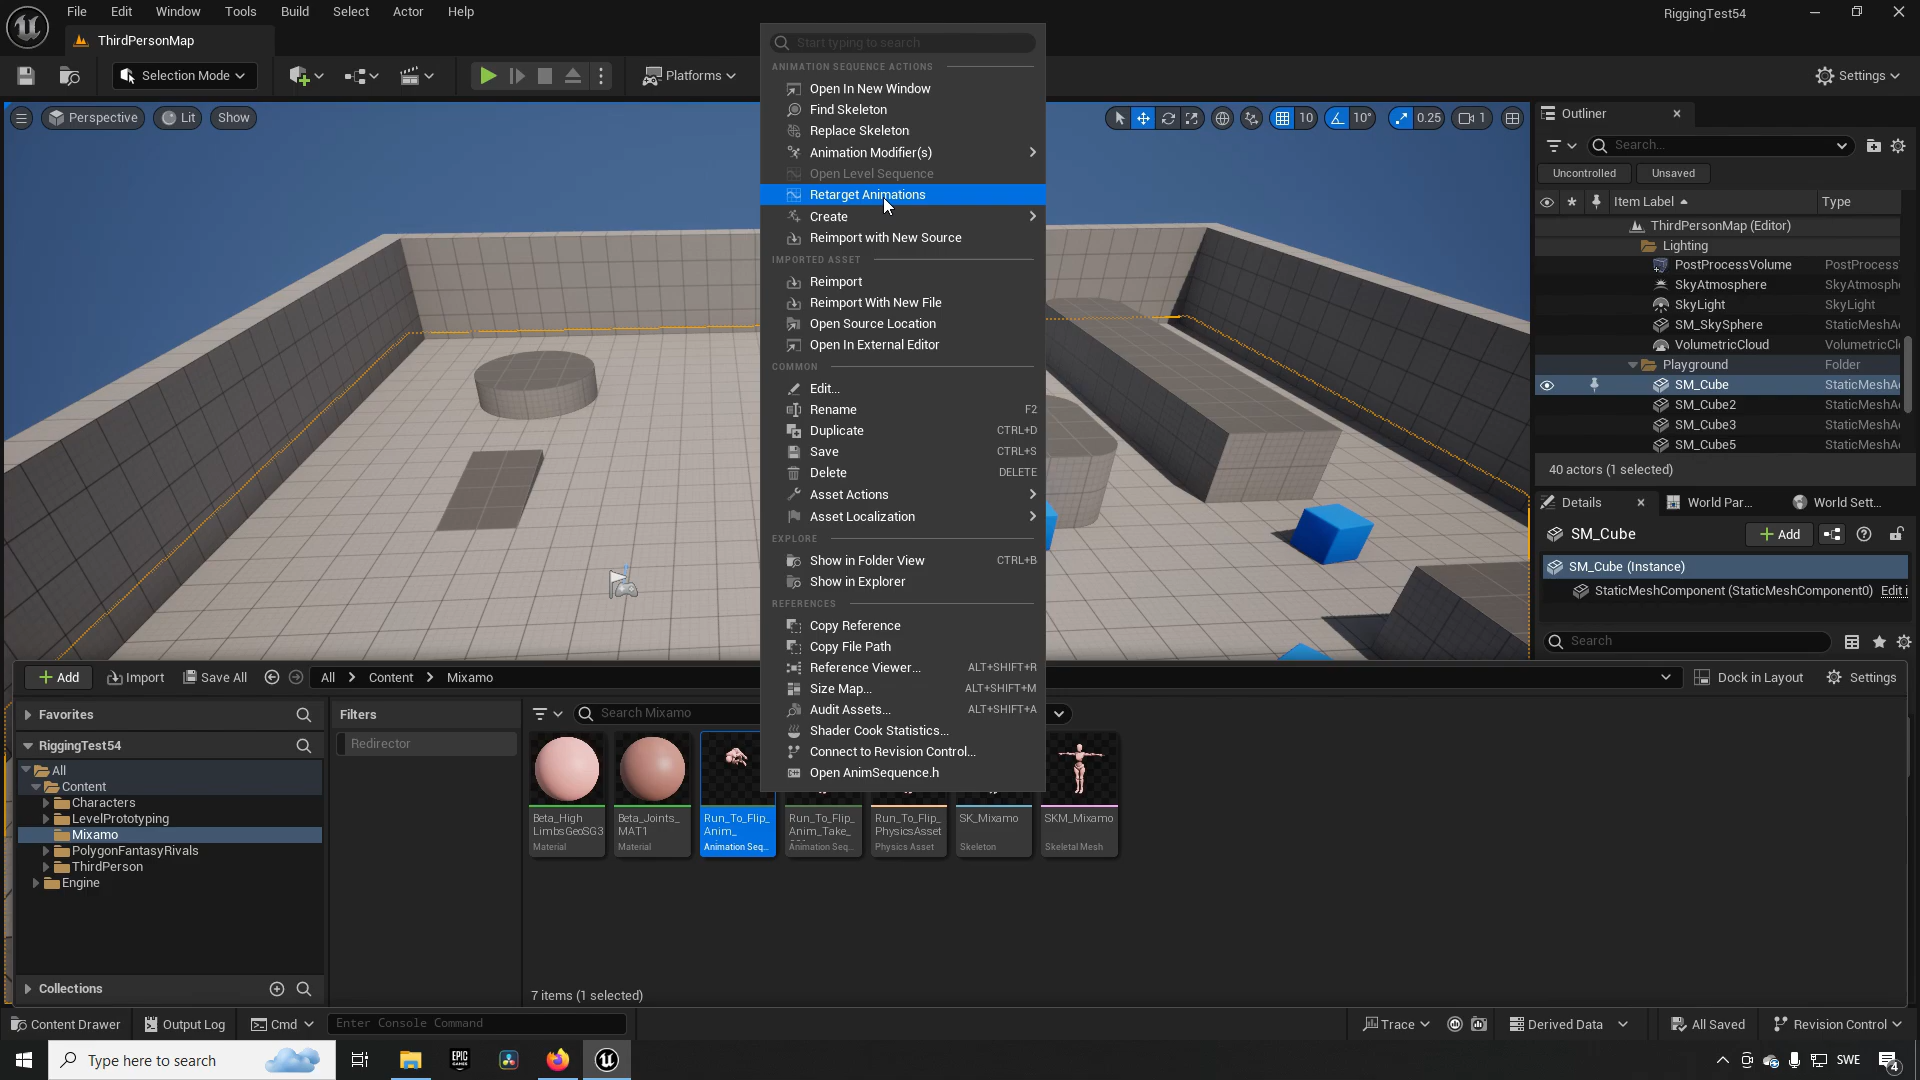 File Edit Window Tools Build Select Actor Help
RiggingTest54
ThirdPersonMap
Selection Mode
Platforms
Settings
Perspective
Lit
Show
10
10°
0.25
1
Start typing to search
ANIMATION SEQUENCE ACTIONS
Open In New Window
Find Skeleton
Replace Skeleton
Animation Modifier(s)
Open Level Sequence
Retarget Animations
Create
Reimport with New Source
IMPORTED ASSET
Reimport
Reimport With New File
Open Source Location
Open In External Editor
COMMON
Edit...
Rename F2
Duplicate CTRL+D
Save CTRL+S
Delete DELETE
Asset Actions
Asset Localization
EXPLORE
Show in Folder View CTRL+B
Show in Explorer
REFERENCES
Copy Reference
Copy File Path
Reference Viewer... ALT+SHIFT+R
Size Map... ALT+SHIFT+M
Audit Assets... ALT+SHIFT+A
Shader Cook Statistics...
Connect to Revision Control...
Open AnimSequence.h
Outliner
Search...
Uncontrolled Unsaved
Item Label Type
ThirdPersonMap (Editor)
Lighting
PostProcessVolume PostProcess
SkyAtmosphere SkyAtmosph
SkyLight SkyLight
SM_SkySphere StaticMeshA
VolumetricCloud VolumetricCl
Playground Folder
SM_Cube StaticMeshA
SM_Cube2 StaticMeshA
SM_Cube3 StaticMeshA
SM_Cube5 StaticMeshA
40 actors (1 selected)
Details
World Par...
World Sett...
SM_Cube
Add
SM_Cube (Instance)
StaticMeshComponent (StaticMeshComponent0) Edit i
Search
Add Import Save All All Content Mixamo
Dock in Layout
Settings
Favorites
RiggingTest54
All
Content
Characters
LevelPrototyping
Mixamo
PolygonFantasyRivals
ThirdPerson
Engine
Collections
Filters
Redirector
Search Mixamo
Beta_High
LimbsGeoSG3
Material
Beta_Joints_
MAT1
Material
Run_To_Flip_
Anim_
Animation Seq...
Run_To_Flip_
Anim_Take_
Animation Seq...
Run_To_Flip_
PhysicsAsset
Physics Asset
SK_Mixamo
Skeleton
SKM_Mixamo
Skeletal Mesh
7 items (1 selected)
Content Drawer
Output Log
Cmd
Enter Console Command
Trace
Derived Data
All Saved
Revision Control
Type here to search
EPIC
GAMES
SWE
4